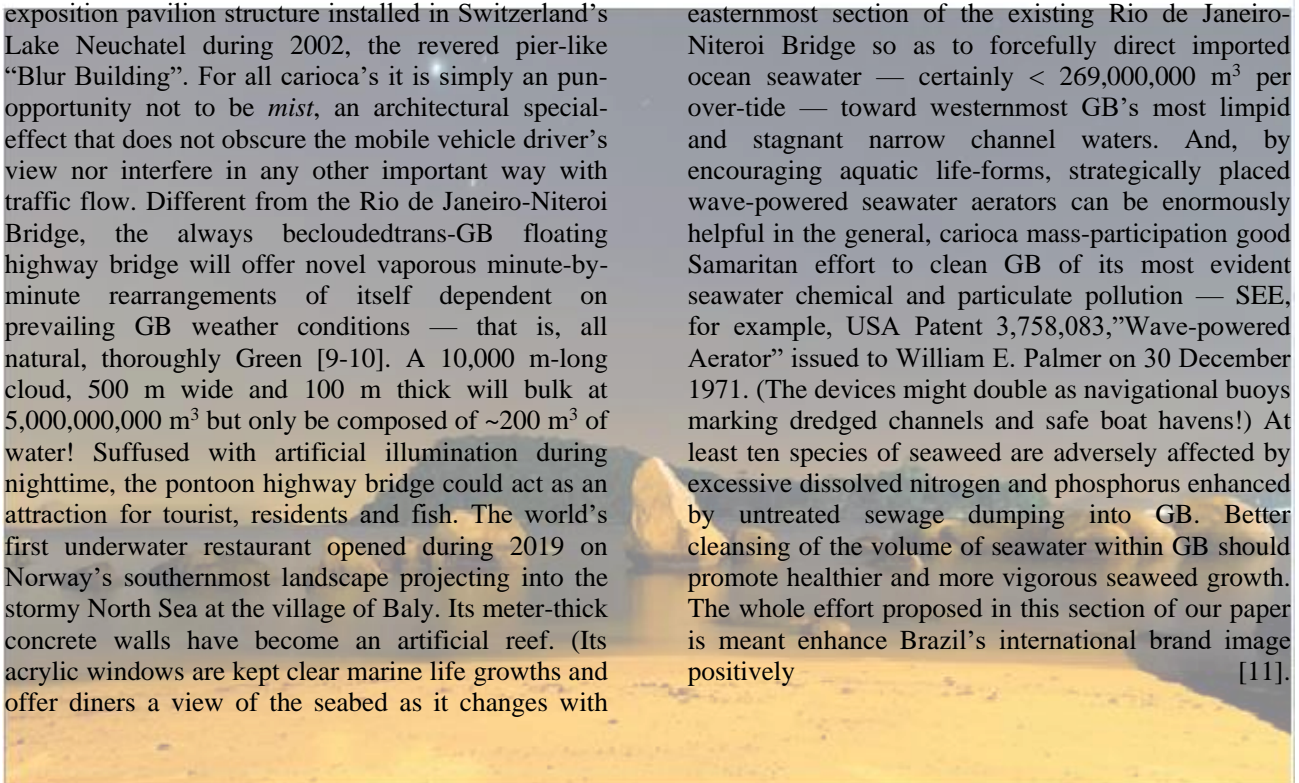 exposition pavilion structure installed in Switzerland’s
Lake Neuchatel during 2002, the revered pier-like
“Blur Building”. For all carioca’s it is simply an pun-
opportunity not to be mist, an architectural special-
effect that does not obscure the mobile vehicle driver’s
view nor interfere in any other important way with
traffic flow. Different from the Rio de Janeiro-Niteroi
Bridge, the always becloudedtrans-GB floating
highway bridge will offer novel vaporous minute-by-
minute rearrangements of itself dependent on
prevailing GB weather conditions — that is, all
natural, thoroughly Green [9-10]. A 10,000 m-long
cloud, 500 m wide and 100 m thick will bulk at
5,000,000,000 m³ but only be composed of ~200 m³ of
water! Suffused with artificial illumination during
nighttime, the pontoon highway bridge could act as an
attraction for tourist, residents and fish. The world’s
first underwater restaurant opened during 2019 on
Norway’s southernmost landscape projecting into the
stormy North Sea at the village of Baly. Its meter-thick
concrete walls have become an artificial reef. (Its
acrylic windows are kept clear marine life growths and
offer diners a view of the seabed as it changes with
easternmost section of the existing Rio de Janeiro-
Niteroi Bridge so as to forcefully direct imported
ocean seawater — certainly < 269,000,000 m³ per
over-tide — toward westernmost GB’s most limpid
and stagnant narrow channel waters. And, by
encouraging aquatic life-forms, strategically placed
wave-powered seawater aerators can be enormously
helpful in the general, carioca mass-participation good
Samaritan effort to clean GB of its most evident
seawater chemical and particulate pollution — SEE,
for example, USA Patent 3,758,083,”Wave-powered
Aerator” issued to William E. Palmer on 30 December
1971. (The devices might double as navigational buoys
marking dredged channels and safe boat havens!) At
least ten species of seaweed are adversely affected by
excessive dissolved nitrogen and phosphorus enhanced
by untreated sewage dumping into GB. Better
cleansing of the volume of seawater within GB should
promote healthier and more vigorous seaweed growth.
The whole effort proposed in this section of our paper
is meant enhance Brazil’s international brand image
positively [11].